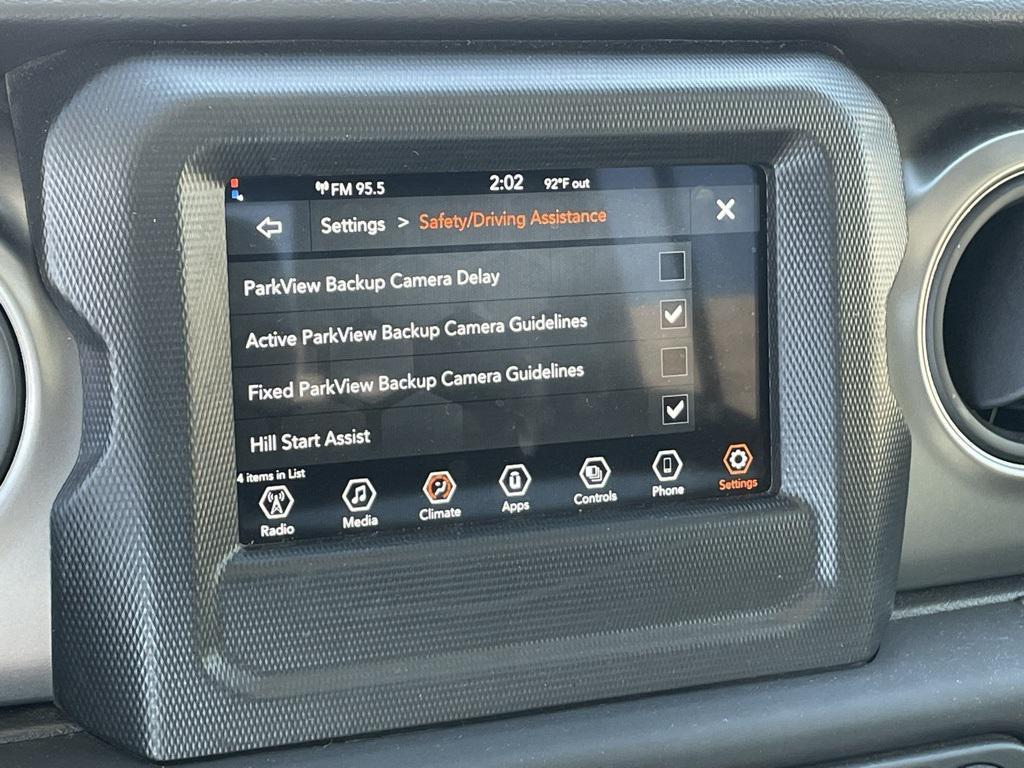 FM 95.5 2:02 92°F out
Settings > Safety/Driving Assistance X
ParkView Backup Camera Delay
Active ParkView Backup Camera Guidelines
Fixed ParkView Backup Camera Guidelines
Hill Start Assist
4 items in List
Radio Media Climate Apps Controls Phone Settings